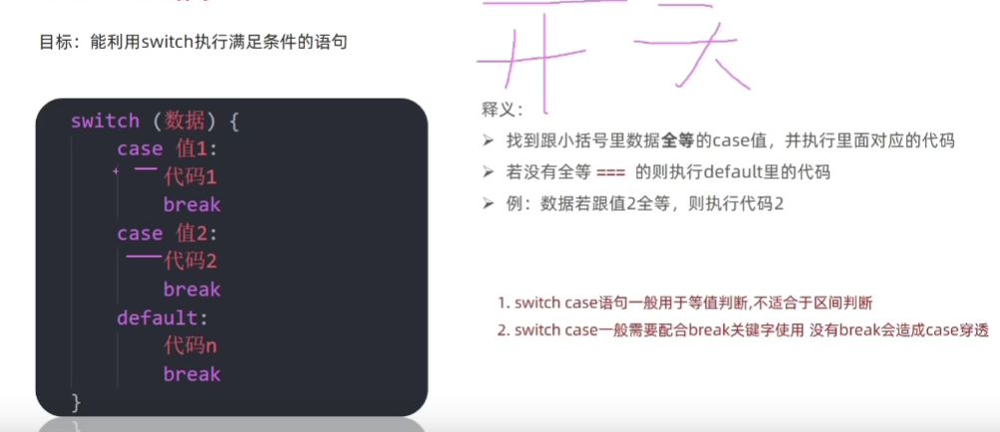 目标：能利用switch执行满足条件的语句
switch (数据) {
case 值1:
代码1
break
case 值2:
代码2
break
default:
代码n
break
}
开关
释义：
找到跟小括号里数据全等的case值，并执行里面对应的代码
若没有全等 === 的则执行default里的代码
例：数据若跟值2全等，则执行代码2
1. switch case语句一般用于等值判断,不适合于区间判断
2. switch case一般需要配合break关键字使用 没有break会造成case穿透